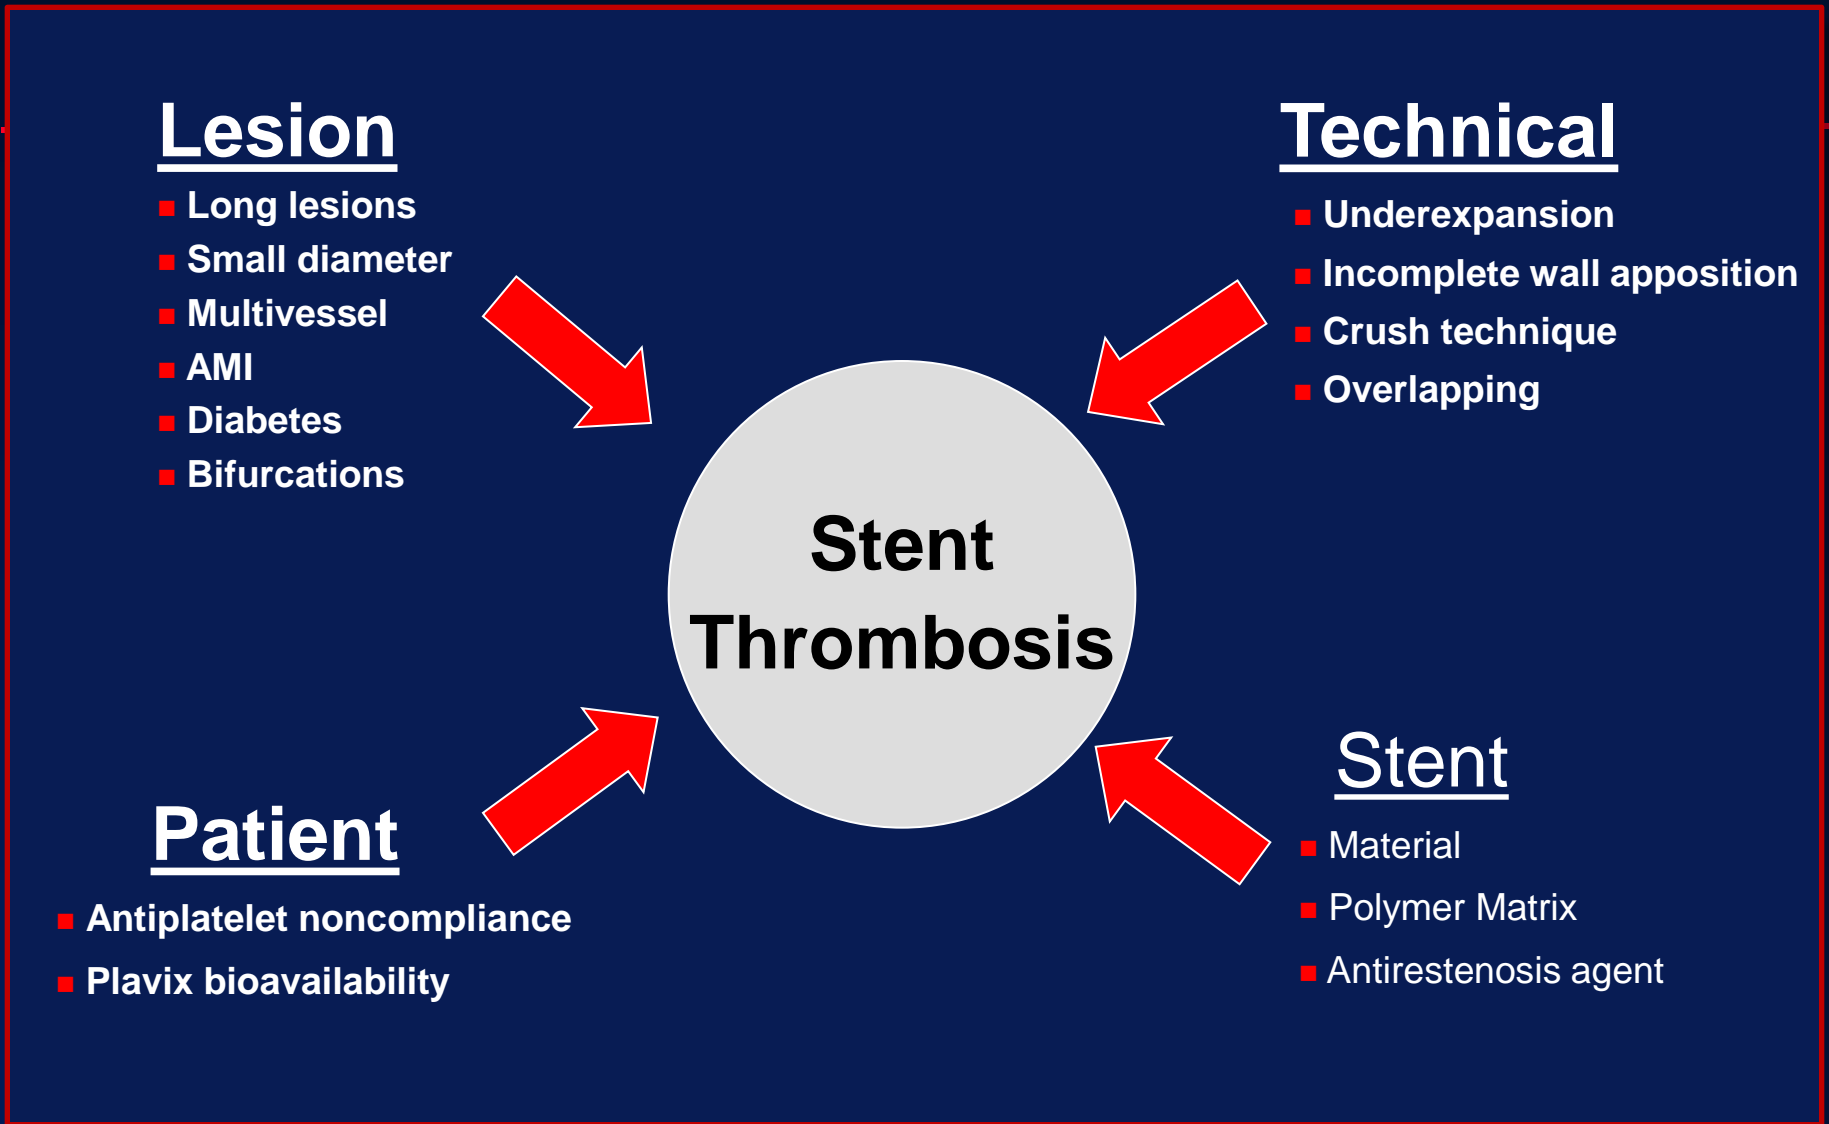 Lesion
Long lesions
Small diameter
Multivessel
AMI
Diabetes
Bifurcations
Technical
Underexpansion
Incomplete wall apposition
Crush technique
Overlapping
Stent
Thrombosis
Patient
Antiplatelet noncompliance
Plavix bioavailability
Stent
Material
Polymer Matrix
Antirestenosis agent